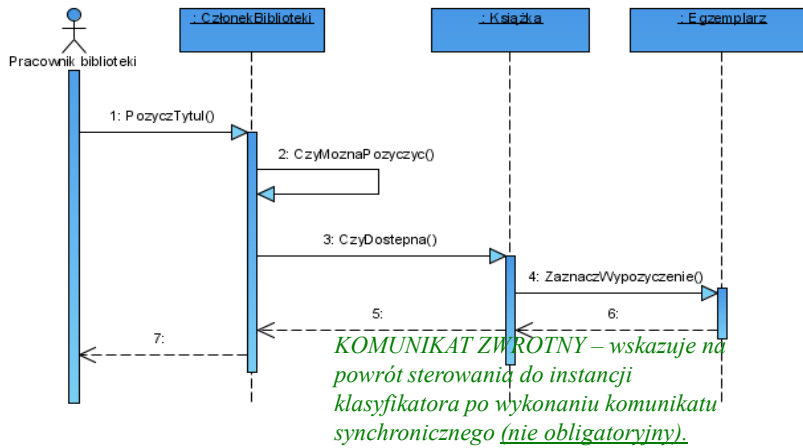 : CzłonekBiblioteki
: Książka
: Egzemplarz
Pracownik biblioteki
1: PozyczTytul()
2: CzyMoznaPozyczyc()
3: CzyDostepna()
4: ZaznaczWypozyczenie()
5:
6:
7:
KOMUNIKAT ZWROTNY – wskazuje na
powrót sterowania do instancji
klasyfikatora po wykonaniu komunikatu
synchronicznego (nie obligatoryjny).